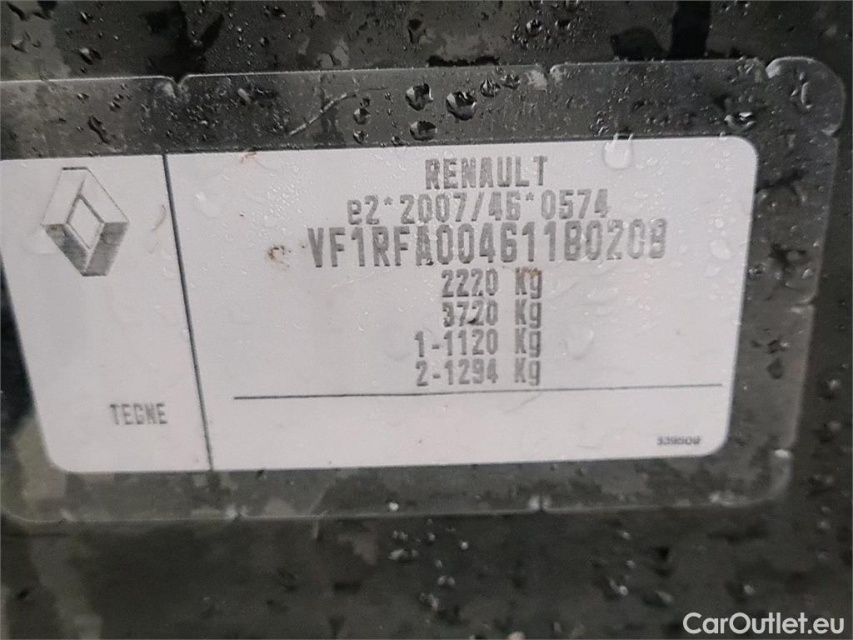 RENAULT
e2*2007/46*0574
VF1RFA00461180208
2220 Kg
3720 Kg
1-1120 Kg
2-1294 Kg
TEGNE
CarOutlet.eu